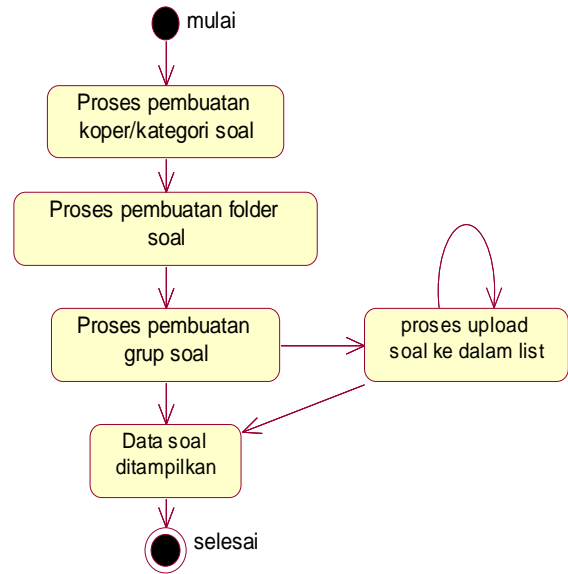 mulai
Proses pembuatan
koper/kategori soal
Proses pembuatan folder
soal
Proses pembuatan
grup soal
proses upload
soal ke dalam list
Data soal
ditampilkan
selesai